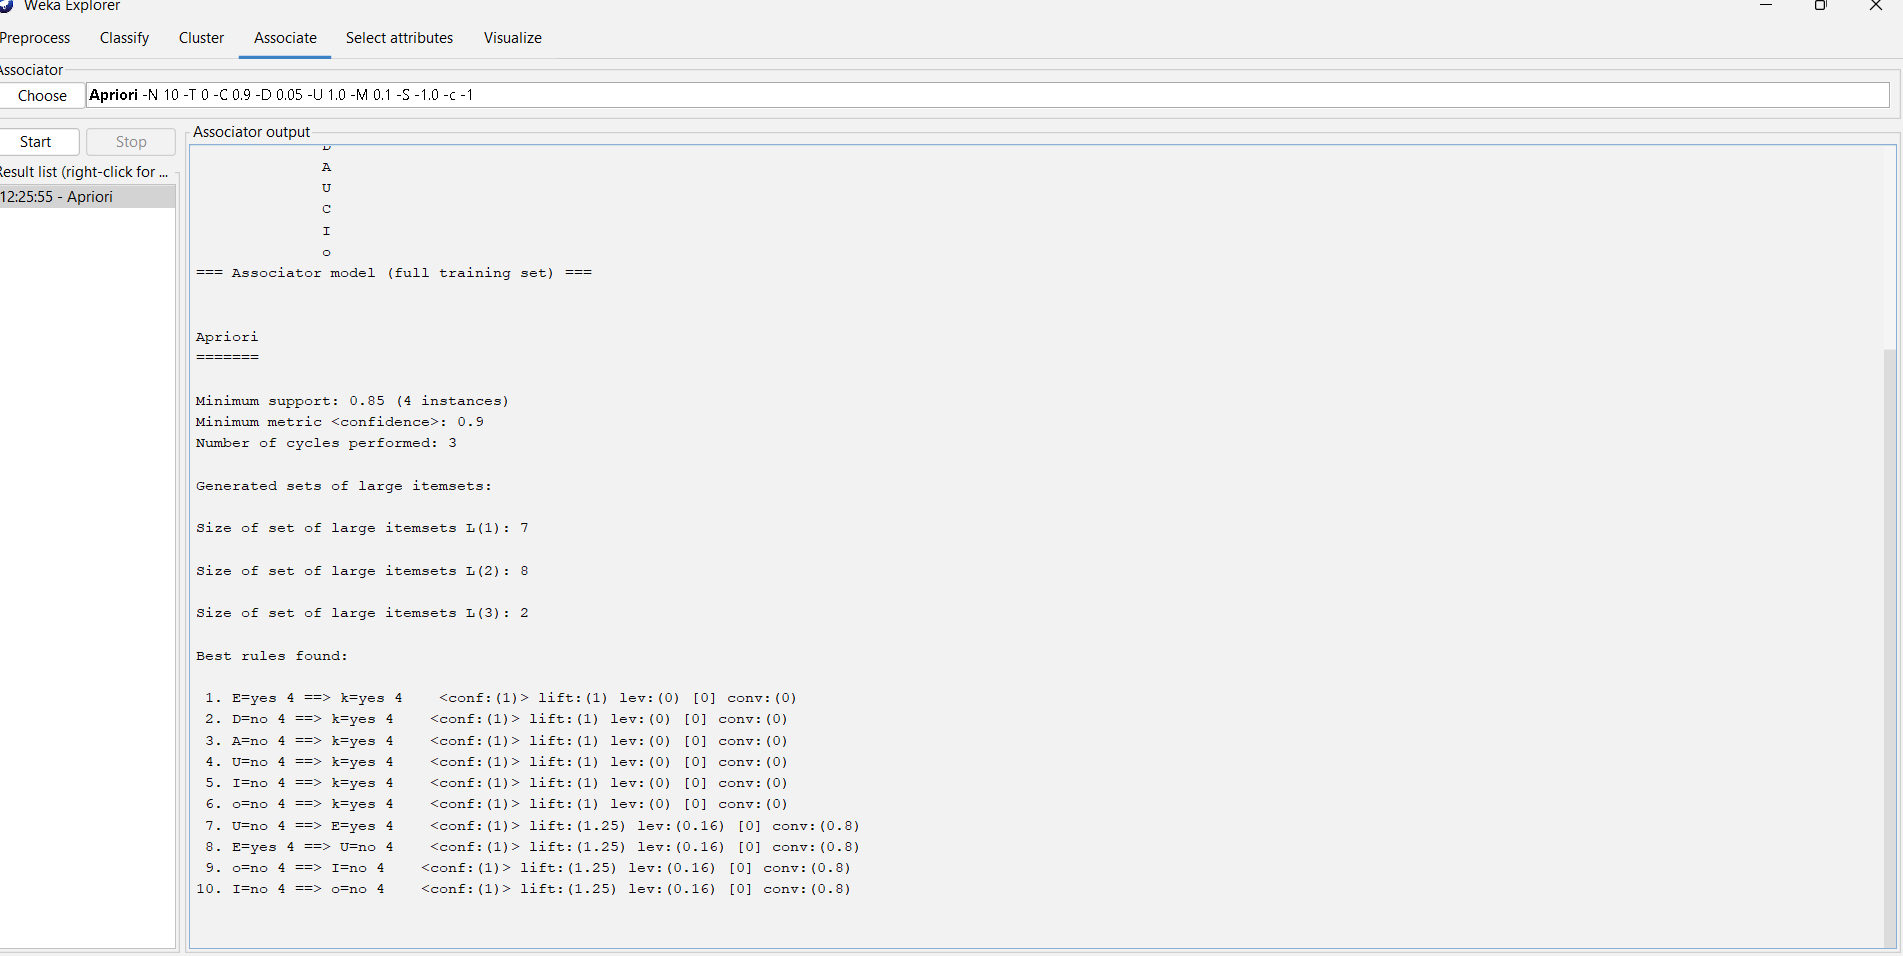 Weka Explorer
Preprocess Classify Cluster Associate Select attributes Visualize
Associator
Choose Apriori -N 10 -T 0 -C 0.9 -D 0.05 -U 1.0 -M 0.1 -S -1.0 -c -1
Start Stop
Result list (right-click for ...
12:25:55 - Apriori
Associator output
D
A
U
C
I
o
=== Associator model (full training set) ===
Apriori
=======
Minimum support: 0.85 (4 instances)
Minimum metric <confidence>: 0.9
Number of cycles performed: 3
Generated sets of large itemsets:
Size of set of large itemsets L(1): 7
Size of set of large itemsets L(2): 8
Size of set of large itemsets L(3): 2
Best rules found:
1. E=yes 4 ==> k=yes 4 <conf:(1)> lift:(1) lev:(0) [0] conv:(0)
2. D=no 4 ==> k=yes 4 <conf:(1)> lift:(1) lev:(0) [0] conv:(0)
3. A=no 4 ==> k=yes 4 <conf:(1)> lift:(1) lev:(0) [0] conv:(0)
4. U=no 4 ==> k=yes 4 <conf:(1)> lift:(1) lev:(0) [0] conv:(0)
5. I=no 4 ==> k=yes 4 <conf:(1)> lift:(1) lev:(0) [0] conv:(0)
6. o=no 4 ==> k=yes 4 <conf:(1)> lift:(1) lev:(0) [0] conv:(0)
7. U=no 4 ==> E=yes 4 <conf:(1)> lift:(1.25) lev:(0.16) [0] conv:(0.8)
8. E=yes 4 ==> U=no 4 <conf:(1)> lift:(1.25) lev:(0.16) [0] conv:(0.8)
9. o=no 4 ==> I=no 4 <conf:(1)> lift:(1.25) lev:(0.16) [0] conv:(0.8)
10. I=no 4 ==> o=no 4 <conf:(1)> lift:(1.25) lev:(0.16) [0] conv:(0.8)